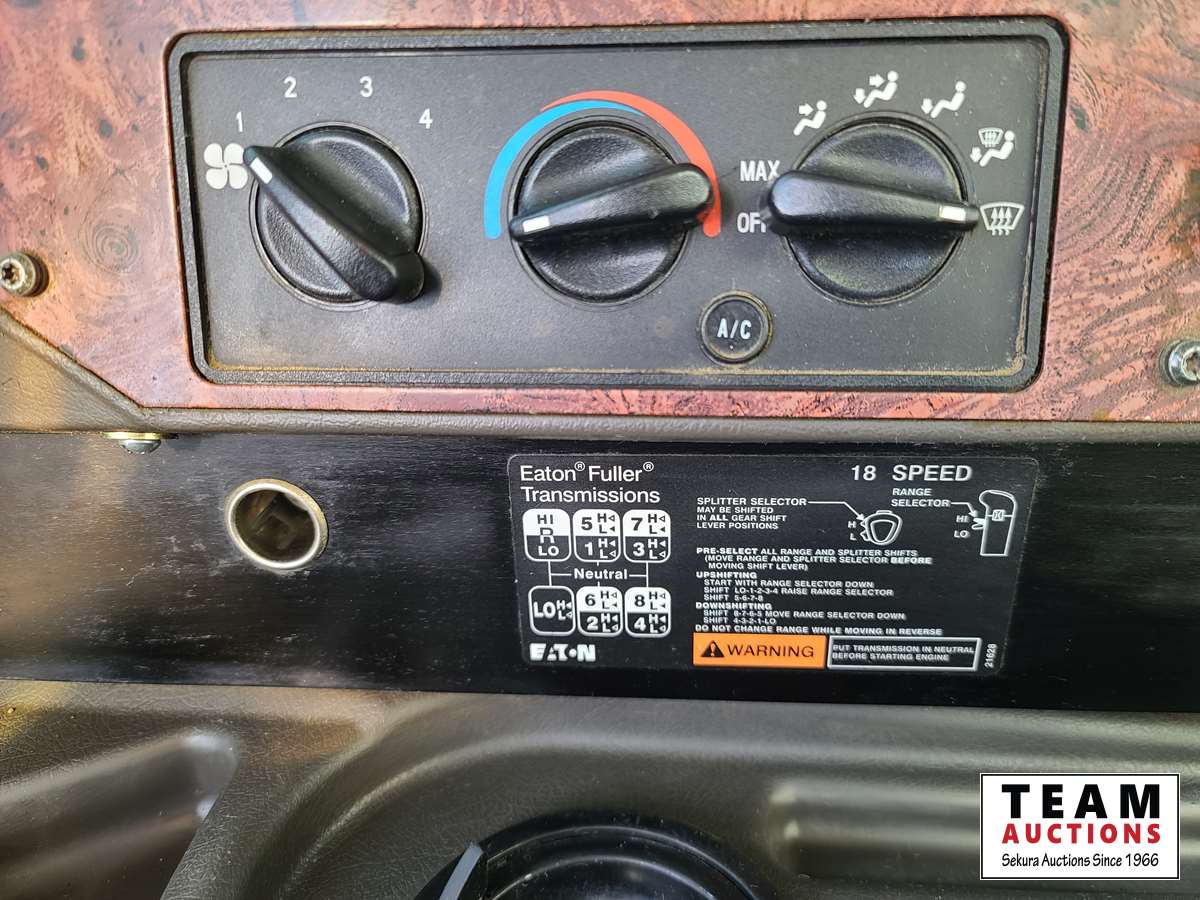 1 2 3 4
MAX
OFF
A/C
Eaton® Fuller®
Transmissions
18 SPEED
SPLITTER SELECTOR
MAY BE SHIFTED
IN ALL GEAR SHIFT
LEVER POSITIONS
H
L
RANGE
SELECTOR
HI
LO
HI
R
LO
5 H L
1 H L
7 H L
3 H L
Neutral
LO H L
6 H L
2 H L
8 H L
4 H L
EATON
PRE-SELECT ALL RANGE AND SPLITTER SHIFTS
(MOVE RANGE AND SPLITTER SELECTOR BEFORE
MOVING SHIFT LEVER)
UPSHIFTING
START WITH RANGE SELECTOR DOWN
SHIFT LO-1-2-3-4 RAISE RANGE SELECTOR
SHIFT 5-6-7-8
DOWNSHIFTING
SHIFT 8-7-6-5 MOVE RANGE SELECTOR DOWN
SHIFT 4-3-2-1-LO
DO NOT CHANGE RANGE WHILE MOVING IN REVERSE
WARNING
PUT TRANSMISSION IN NEUTRAL
BEFORE STARTING ENGINE
21628
TEAM
AUCTIONS
Sekura Auctions Since 1966